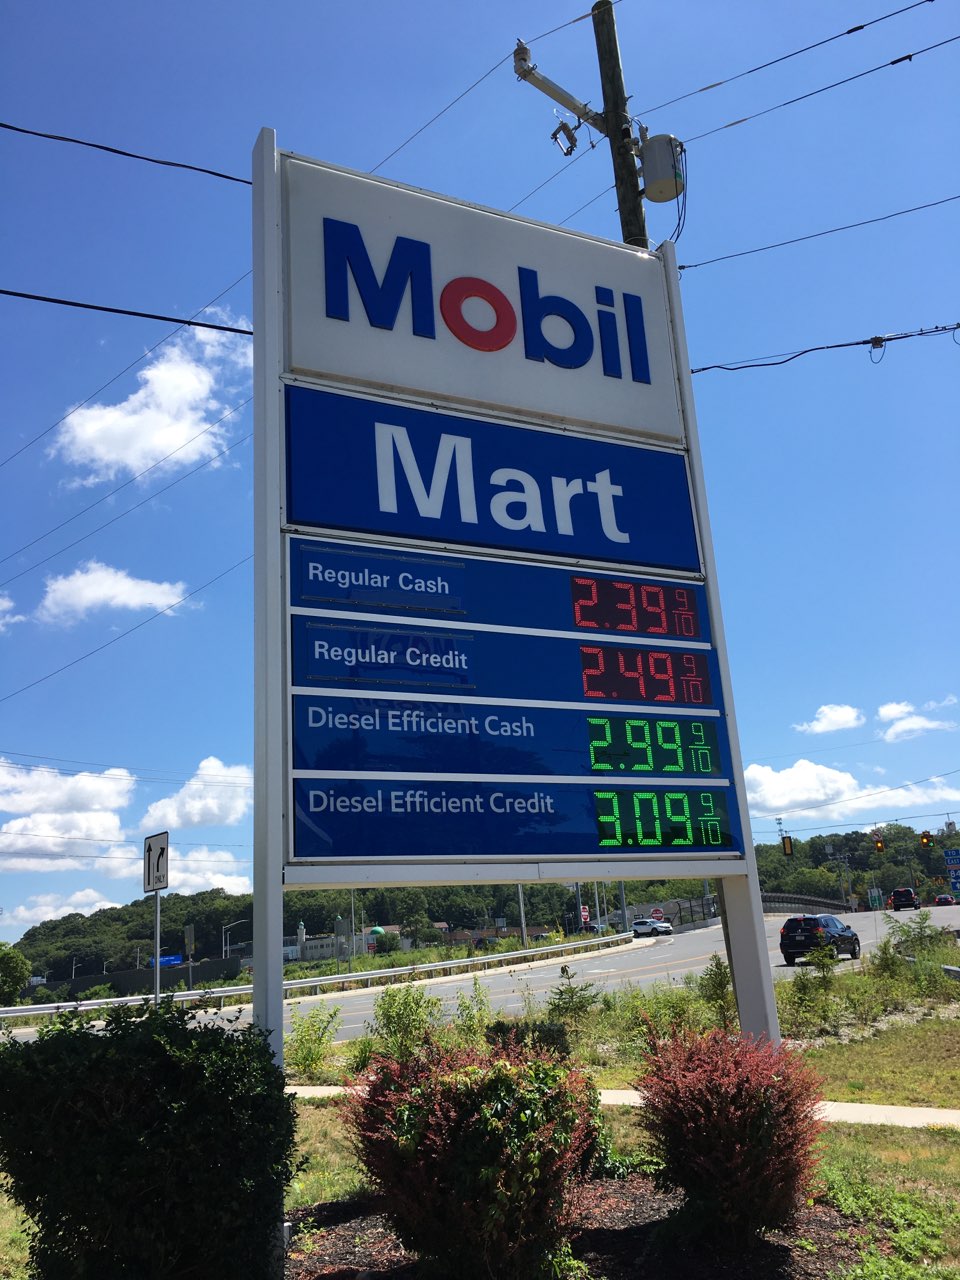 Mobil
Mart
Regular Cash 2.39 9/10
Regular Credit 2.49 9/10
Diesel Efficient Cash 2.99 9/10
Diesel Efficient Credit 3.09 9/10
ONLY